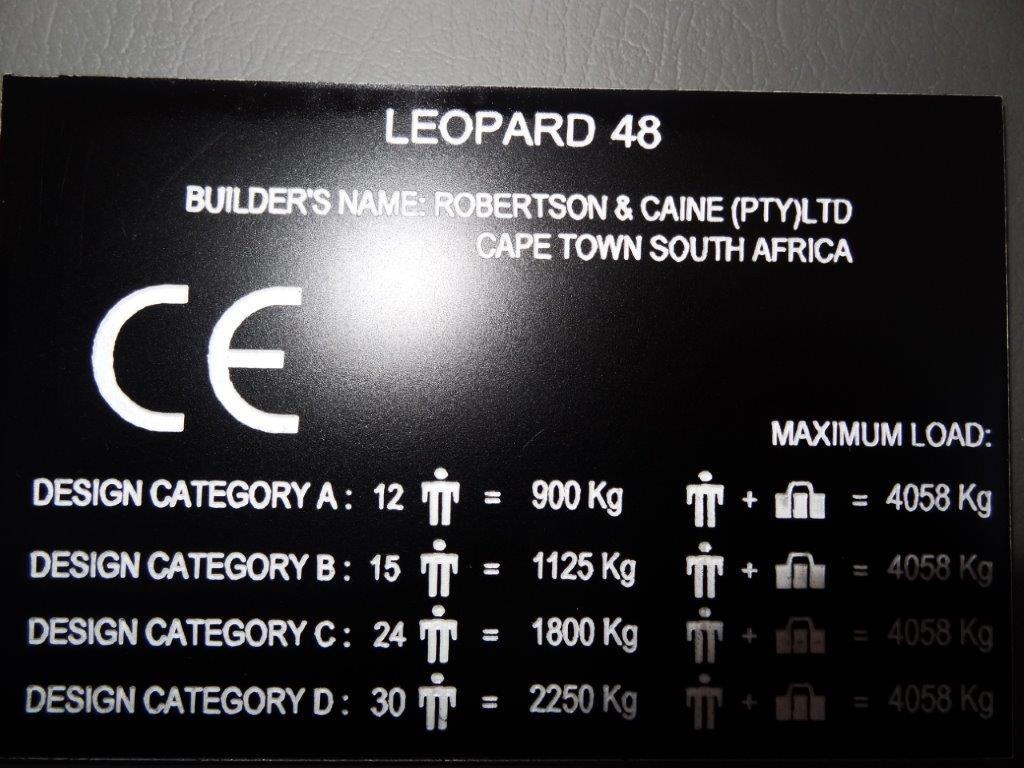 LEOPARD 48
BUILDER'S NAME: ROBERTSON & CAINE (PTY)LTD
CAPE TOWN SOUTH AFRICA
CE
MAXIMUM LOAD:
DESIGN CATEGORY A : 12 = 900 Kg + = 4058 Kg
DESIGN CATEGORY B : 15 = 1125 Kg + = 4058 Kg
DESIGN CATEGORY C : 24 = 1800 Kg + = 4058 Kg
DESIGN CATEGORY D : 30 = 2250 Kg + = 4058 Kg